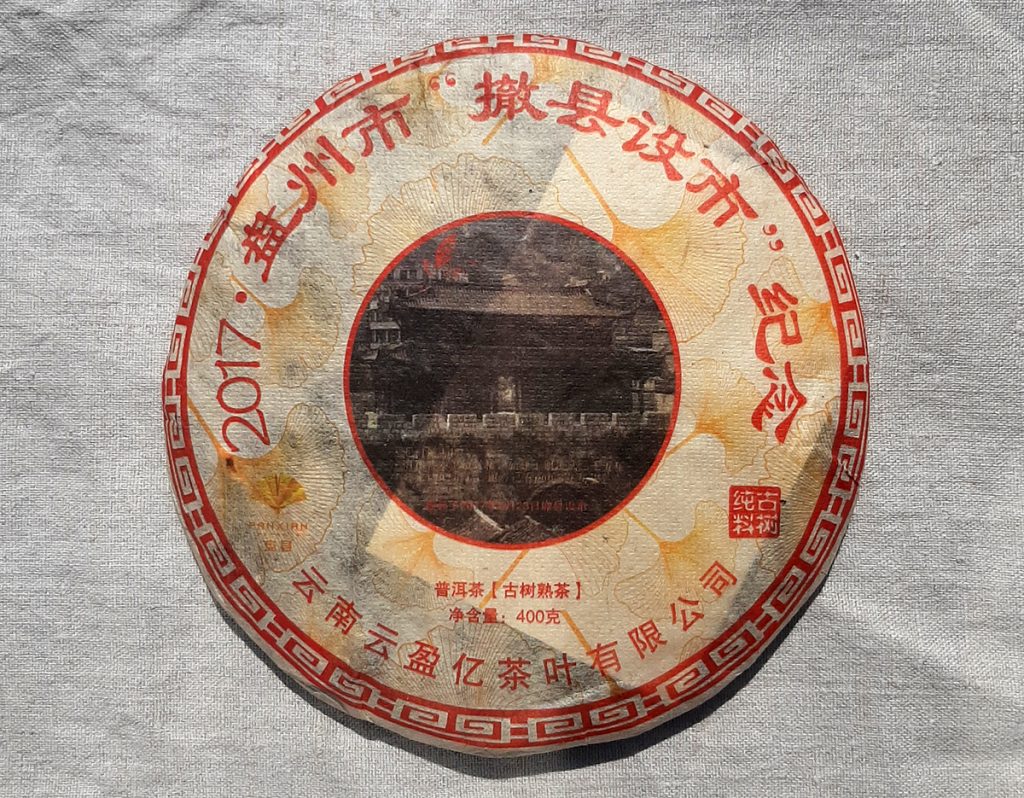 2017·盘州市“撤县设市”纪念
PANXIAN
古树
纯料
普洱茶【古树熟茶】
净含量：400克
云南云盈亿茶叶有限公司